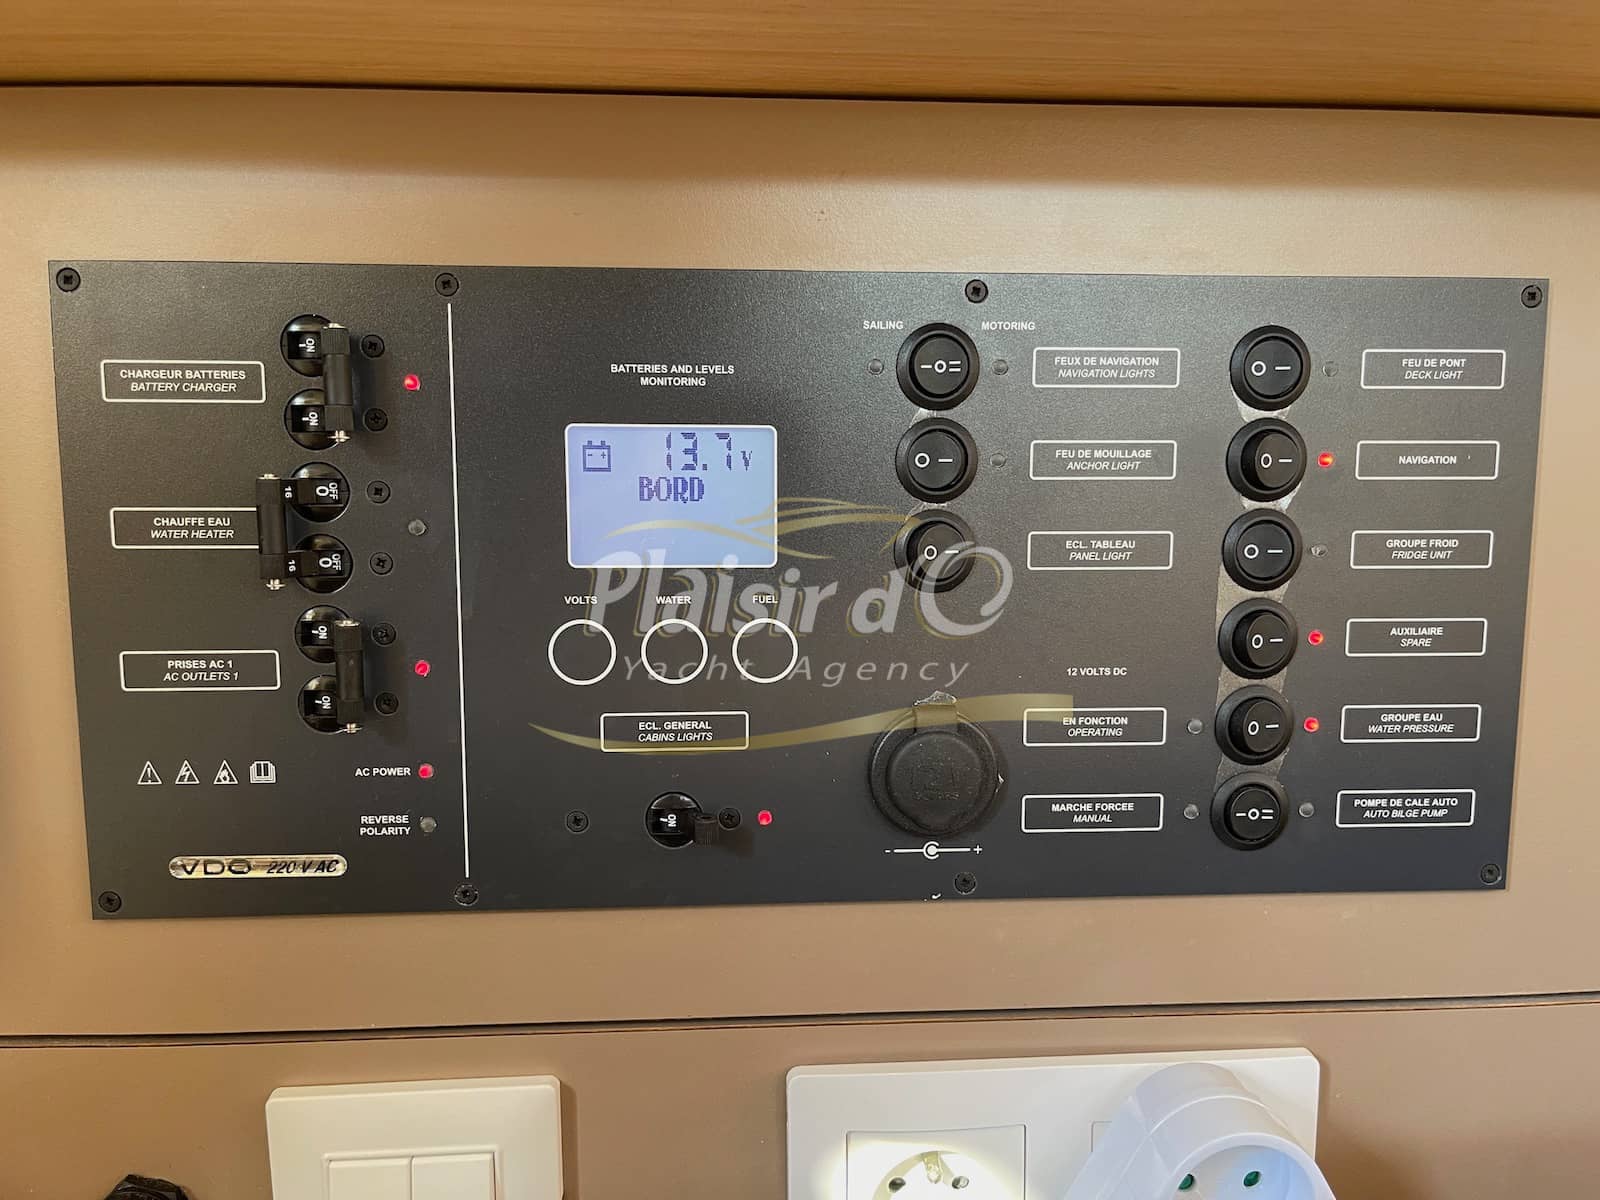 CHARGEUR BATTERIES
BATTERY CHARGER
ON
ON
CHAUFFE EAU
WATER HEATER
16
OFF
16
OFF
PRISES AC 1
AC OUTLETS 1
ON
ON
AC POWER
REVERSE
POLARITY
VDO 220 V AC
BATTERIES AND LEVELS
MONITORING
13.7 V
BORD
VOLTS
WATER
FUEL
ECL. GENERAL
CABINS LIGHTS
ON
SAILING
MOTORING
FEUX DE NAVIGATION
NAVIGATION LIGHTS
FEU DE MOUILLAGE
ANCHOR LIGHT
ECL. TABLEAU
PANEL LIGHT
12 VOLTS DC
- +
EN FONCTION
OPERATING
MARCHE FORCEE
MANUAL
FEU DE PONT
DECK LIGHT
NAVIGATION
GROUPE FROID
FRIDGE UNIT
AUXILIAIRE
SPARE
GROUPE EAU
WATER PRESSURE
POMPE DE CALE AUTO
AUTO BILGE PUMP
Plaisir d'O
Yacht Agency